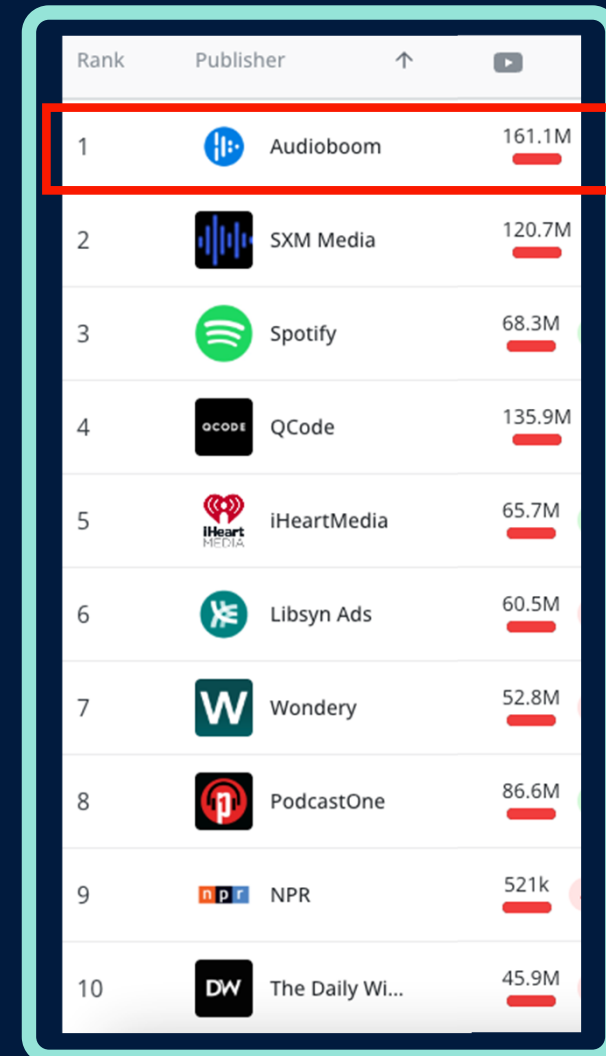 Rank Publisher ↑
1 Audioboom 161.1M
2 SXM Media 120.7M
3 Spotify 68.3M
4 QCODE QCode 135.9M
5 iHeart MEDIA iHeartMedia 65.7M
6 Libsyn Ads 60.5M
7 W Wondery 52.8M
8 p1 PodcastOne 86.6M
9 npr NPR 521k
10 DW The Daily Wi... 45.9M